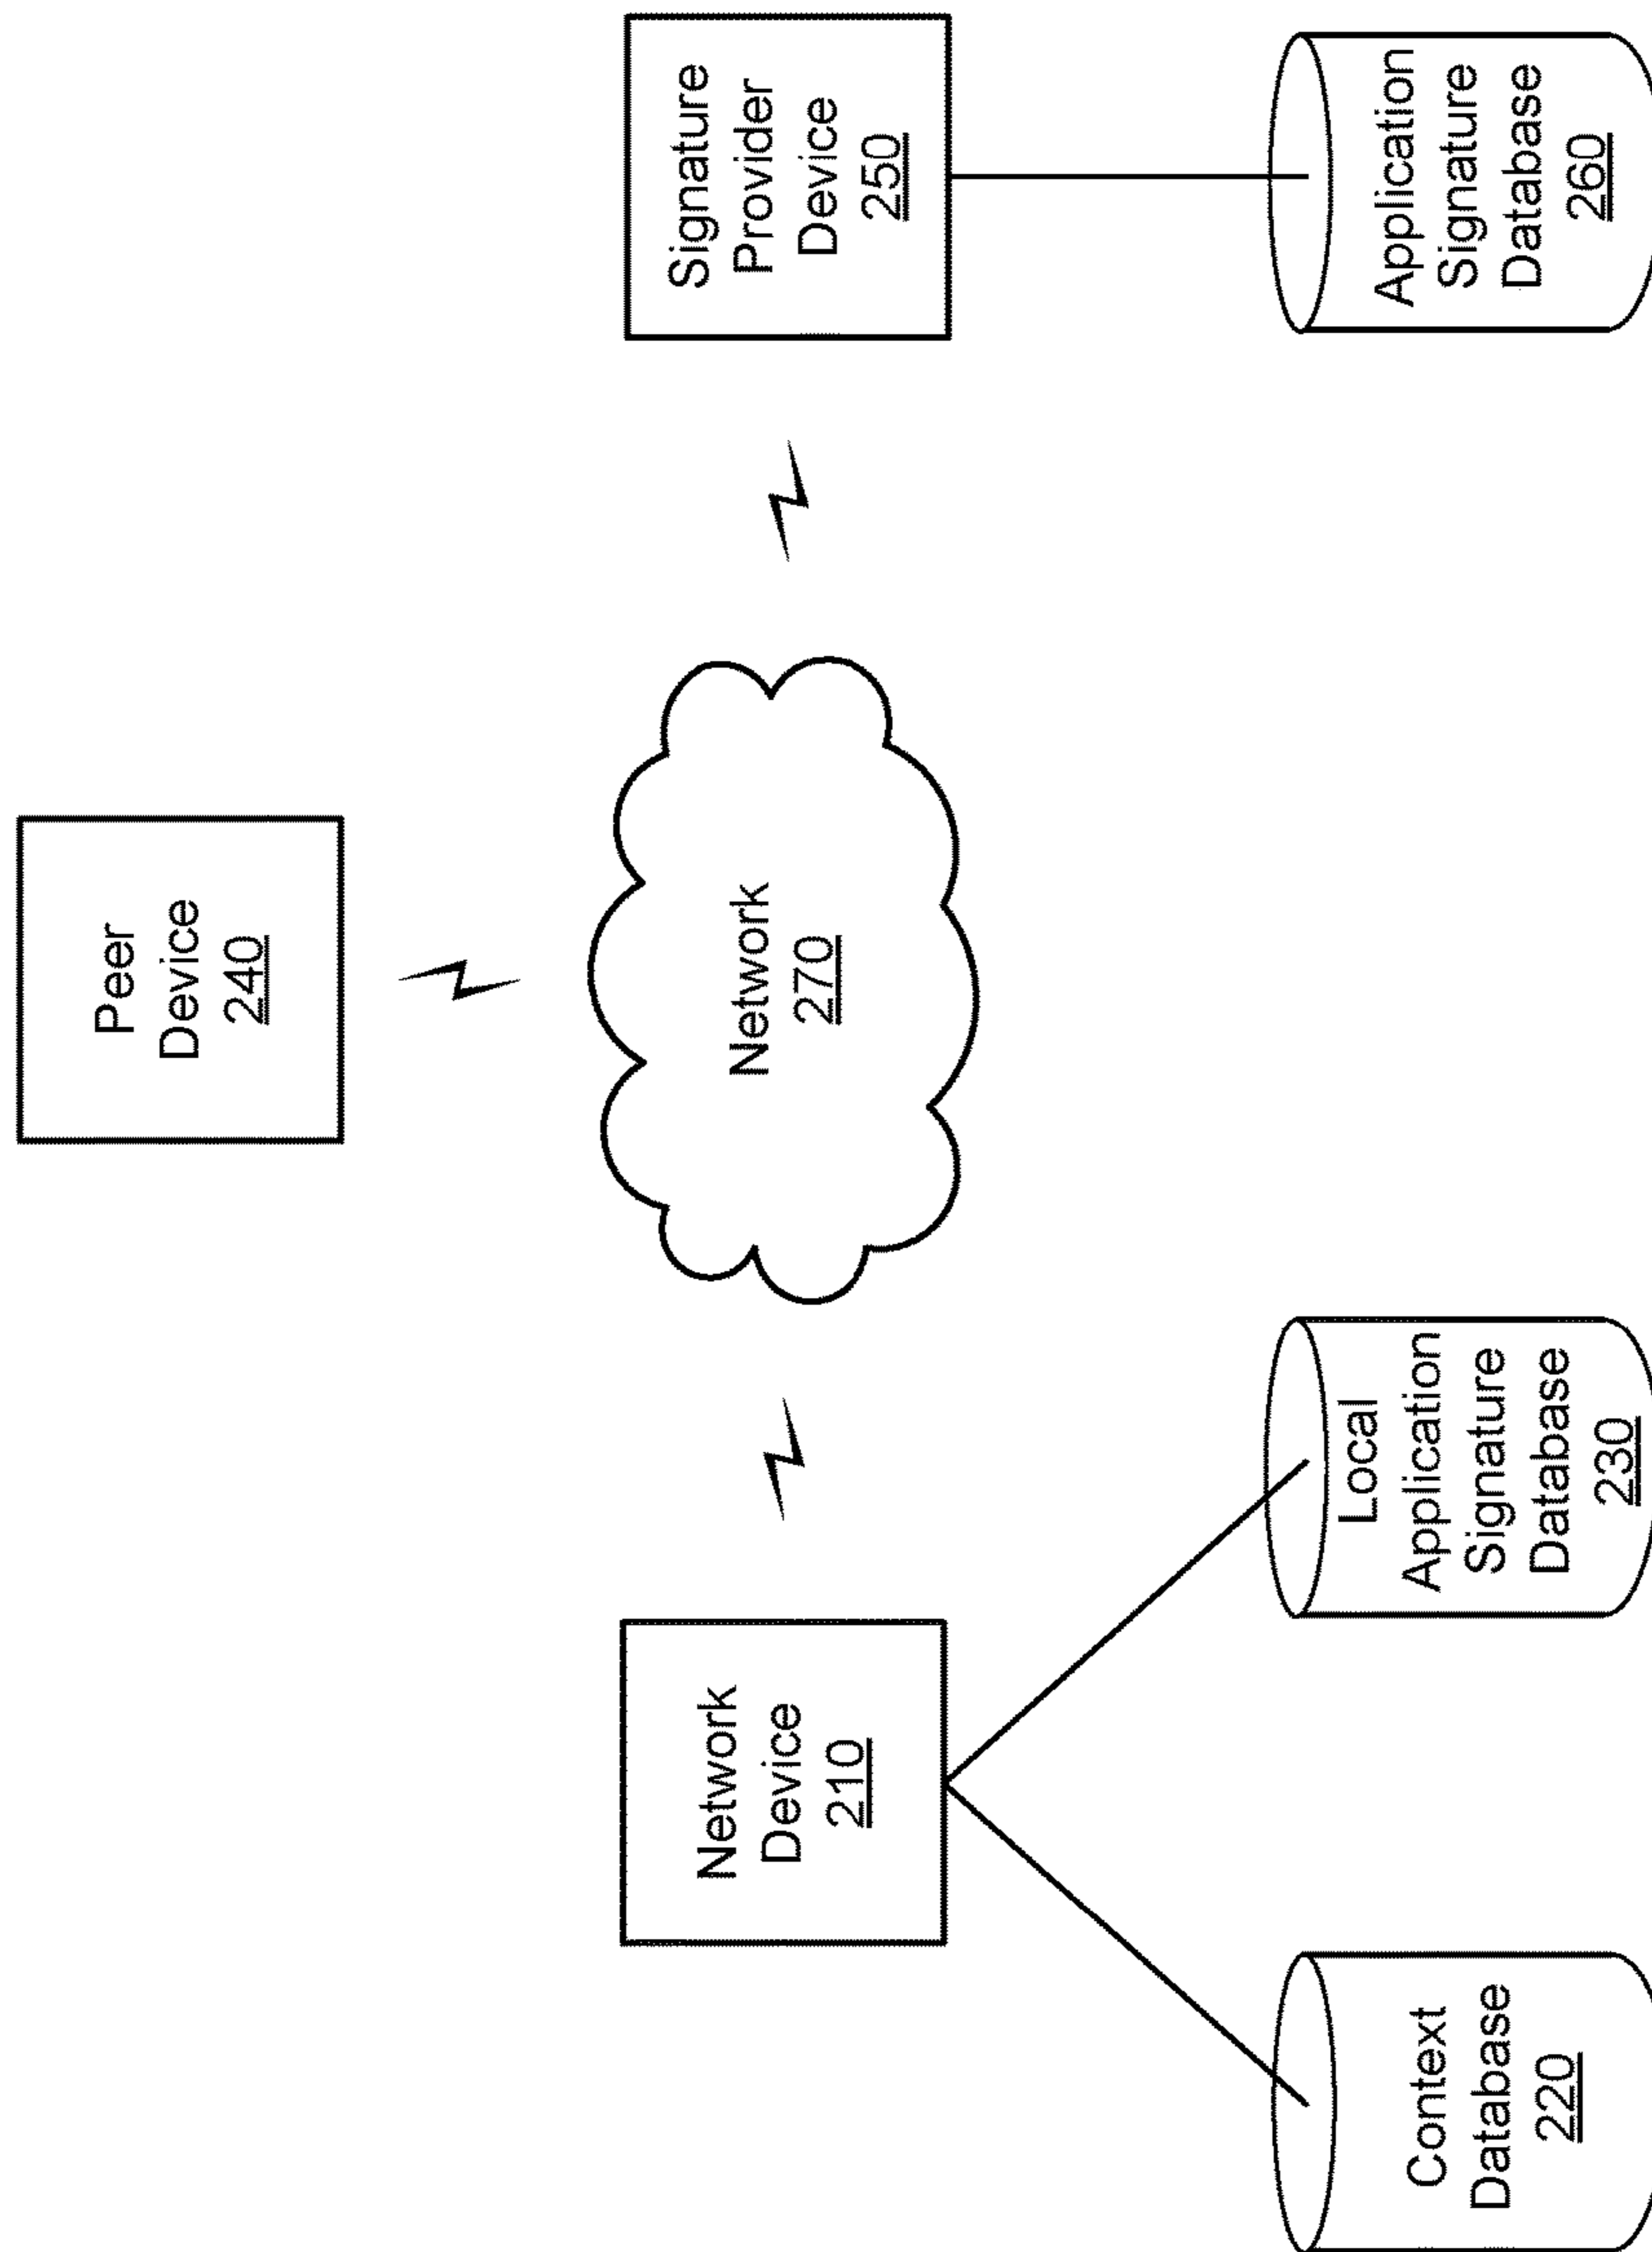 Peer
Device
240
Network
Device
210
Network
270
Signature
Provider
Device
250
Context
Database
220
Local
Application
Signature
Database
230
Application
Signature
Database
260